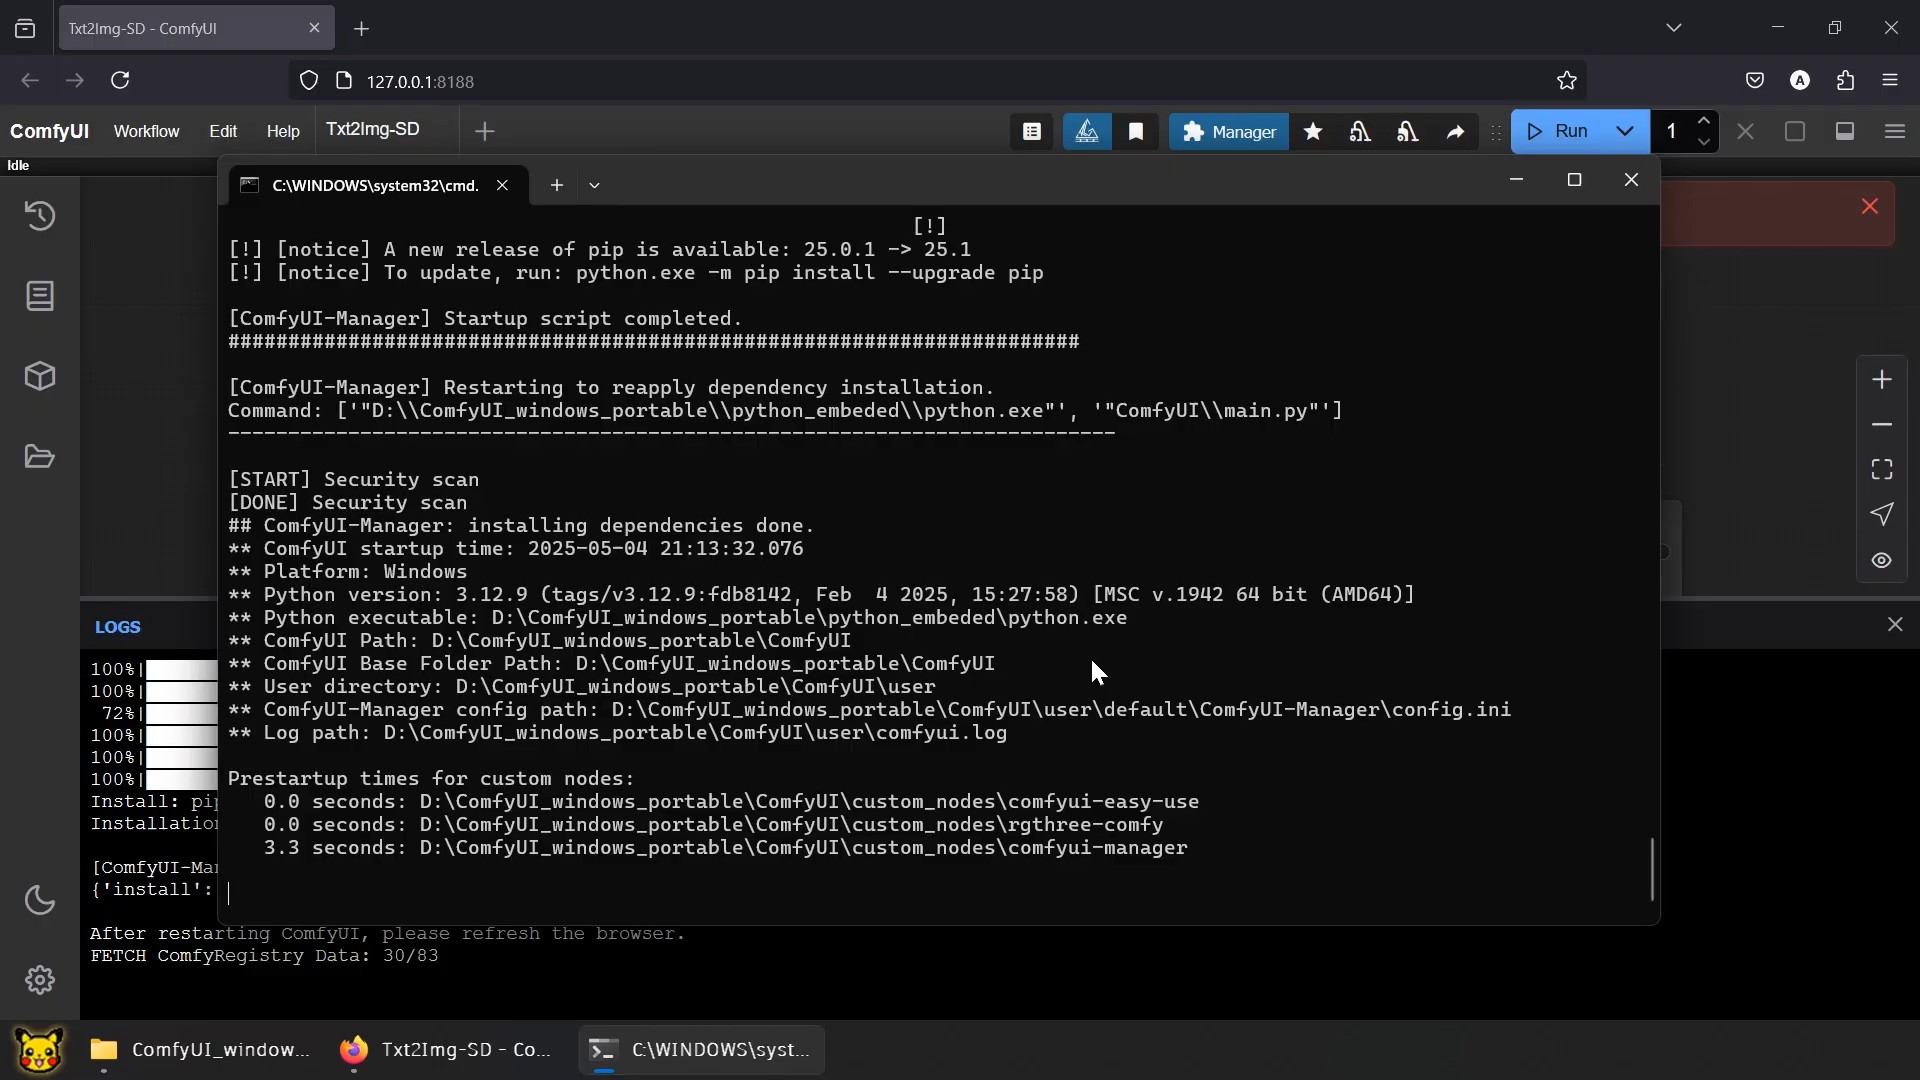 Txt2Img-SD - ComfyUI
127.0.0.1:8188
ComfyUI Workflow Edit Help Txt2Img-SD
Manager
Run
1
Idle
C:\WINDOWS\system32\cmd.
[!]
[!] [notice] A new release of pip is available: 25.0.1 -> 25.1
[!] [notice] To update, run: python.exe -m pip install --upgrade pip
[ComfyUI-Manager] Startup script completed.
#######################################################################
[ComfyUI-Manager] Restarting to reapply dependency installation.
Command: ['"D:\\ComfyUI_windows_portable\\python_embeded\\python.exe"', '"ComfyUI\\main.py"']
--------------------------------------------------------------------------
[START] Security scan
[DONE] Security scan
## ComfyUI-Manager: installing dependencies done.
** ComfyUI startup time: 2025-05-04 21:13:32.076
** Platform: Windows
** Python version: 3.12.9 (tags/v3.12.9:fdb8142, Feb  4 2025, 15:27:58) [MSC v.1942 64 bit (AMD64)]
** Python executable: D:\ComfyUI_windows_portable\python_embeded\python.exe
** ComfyUI Path: D:\ComfyUI_windows_portable\ComfyUI
** ComfyUI Base Folder Path: D:\ComfyUI_windows_portable\ComfyUI
** User directory: D:\ComfyUI_windows_portable\ComfyUI\user
** ComfyUI-Manager config path: D:\ComfyUI_windows_portable\ComfyUI\user\default\ComfyUI-Manager\config.ini
** Log path: D:\ComfyUI_windows_portable\ComfyUI\user\comfyui.log
Prestartup times for custom nodes:
0.0 seconds: D:\ComfyUI_windows_portable\ComfyUI\custom_nodes\comfyui-easy-use
0.0 seconds: D:\ComfyUI_windows_portable\ComfyUI\custom_nodes\rgthree-comfy
3.3 seconds: D:\ComfyUI_windows_portable\ComfyUI\custom_nodes\comfyui-manager
LOGS
100%|
100%|
72%|
100%|
100%|
100%|
Install: pip
Installation
[ComfyUI-Ma
{'install':
After restarting ComfyUI, please refresh the browser.
FETCH ComfyRegistry Data: 30/83
ComfyUI_window...
Txt2Img-SD - Co...
C:\WINDOWS\syst...